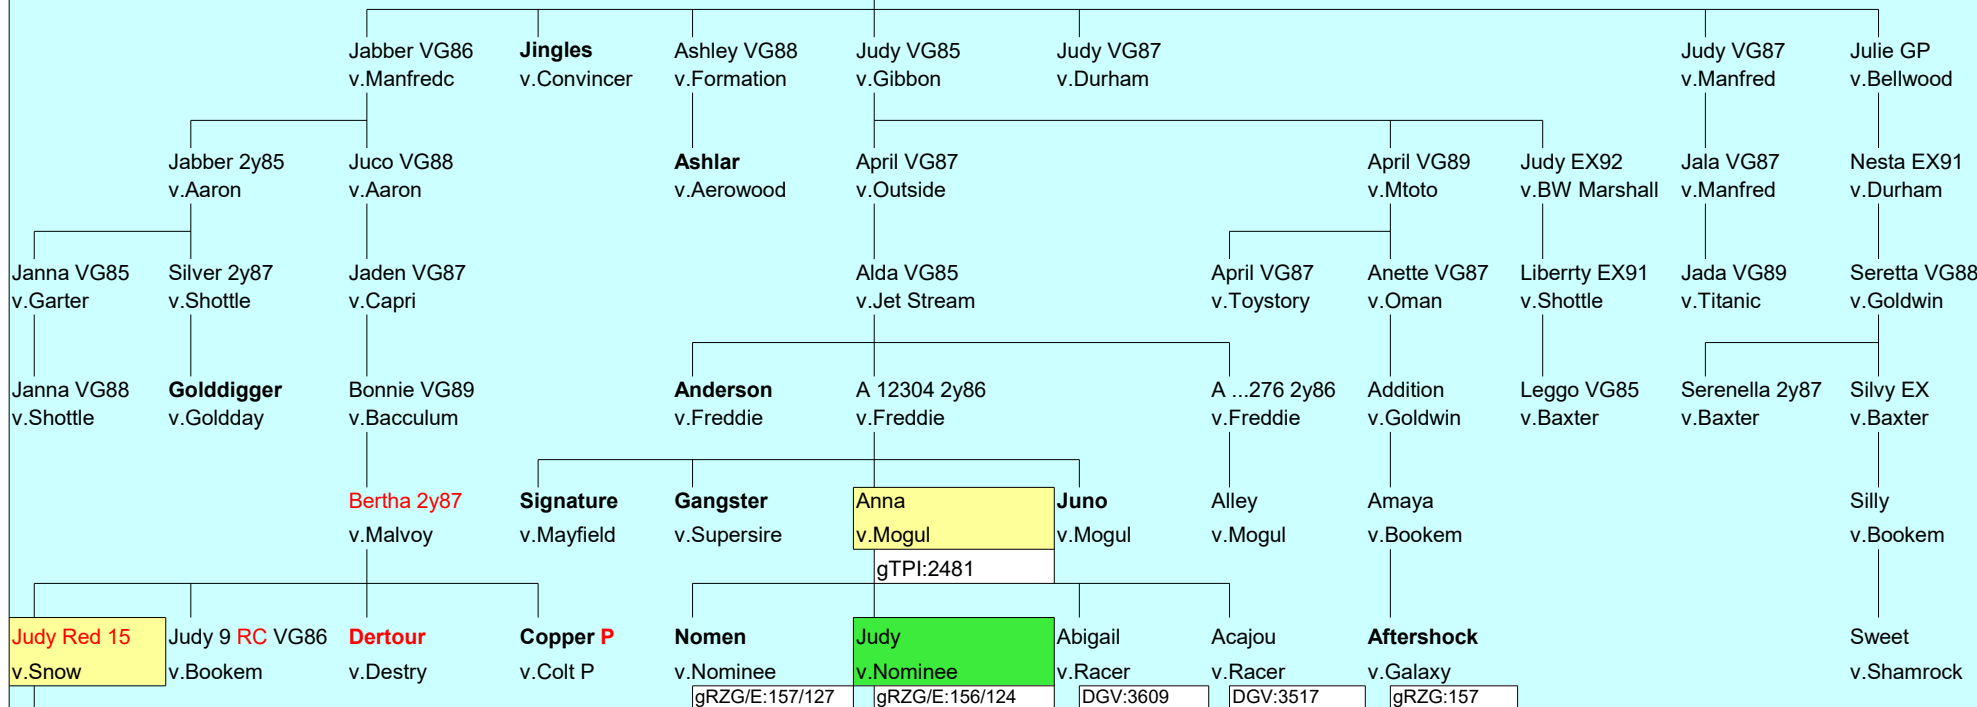 Jabber VG86 Jingles Ashley VG88 Judy VG85 Judy VG87 Judy VG87 Julie GP
v.Manfredc v.Convincer v.Formation v.Gibbon v.Durham v.Manfred v.Bellwood
Jabber 2y85 Juco VG88 Ashlar April VG87 April VG89 Judy EX92 Jala VG87 Nesta EX91
v.Aaron v.Aaron v.Aerowood v.Outside v.Mtoto v.BW Marshall v.Manfred v.Durham
Janna VG85 Silver 2y87 Jaden VG87 Alda VG85 April VG87 Anette VG87 Liberrty EX91 Jada VG89 Seretta VG88
v.Garter v.Shottle v.Capri v.Jet Stream v.Toystory v.Oman v.Shottle v.Titanic v.Goldwin
Janna VG88 Golddigger Bonnie VG89 Anderson A 12304 2y86 A ...276 2y86 Addition Leggo VG85 Serenella 2y87 Silvy EX
v.Shottle v.Goldday v.Bacculum v.Freddie v.Freddie v.Freddie v.Goldwin v.Baxter v.Baxter v.Baxter
Bertha 2y87 Signature Gangster Anna Juno Alley Amaya Silly
v.Malvoy v.Mayfield v.Supersire v.Mogul v.Mogul v.Mogul v.Bookem v.Bookem
gTPI:2481
Judy Red 15 Judy 9 RC VG86 Dertour Copper P Nomen Judy Abigail Acajou Aftershock Sweet
v.Snow v.Bookem v.Destry v.Colt P v.Nominee v.Nominee v.Racer v.Racer v.Galaxy v.Shamrock
gRZG/E:157/127 gRZG/E:156/124 DGV:3609 DGV:3517 gRZG:157